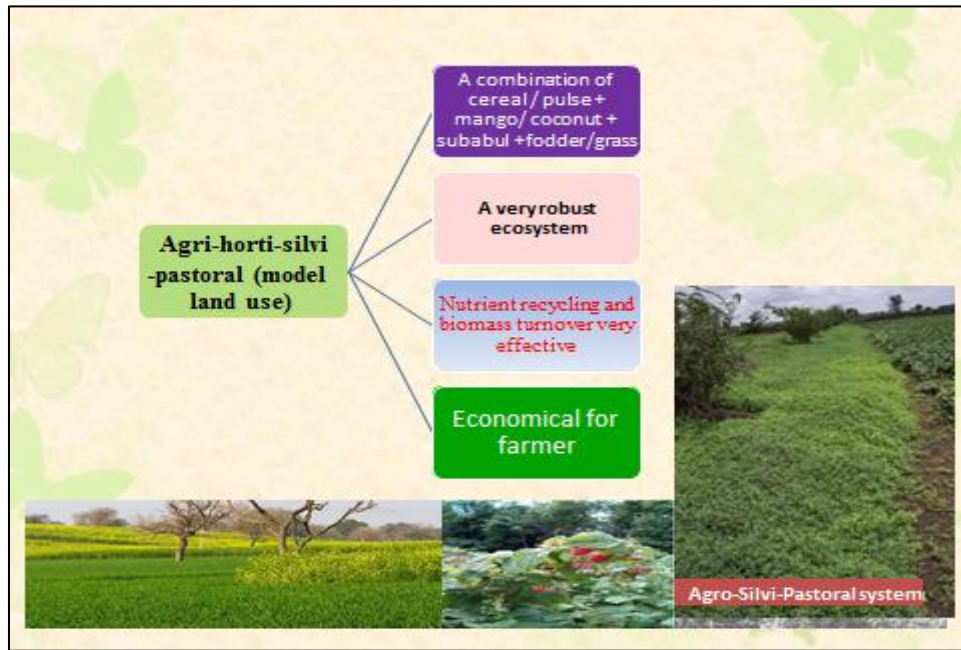 A combination of
cereal / pulse +
mango/ coconut +
subabul +fodder/grass
A very robust
ecosystem
Agri-horti-silvi
-pastoral (model
land use)
Nutrient recycling and
biomass turnover very
effective
Economical for
farmer
Agro-Silvi-Pastoral system